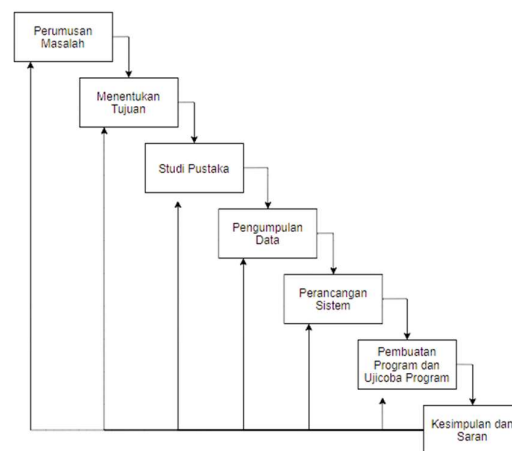 Perumusan
Masalah
Menentukan
Tujuan
Studi Pustaka
Pengumpulan
Data
Perancangan
Sistem
Pembuatan
Program dan
Ujicoba Program
Kesimpulan dan
Saran